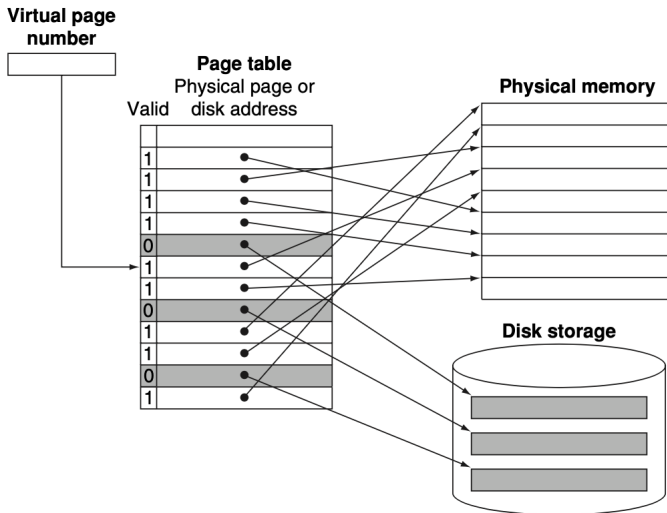 Virtual page
number
Page table
Physical page or
Valid disk address
Physical memory
1
1
1
1
0
1
1
0
1
1
0
1
Disk storage